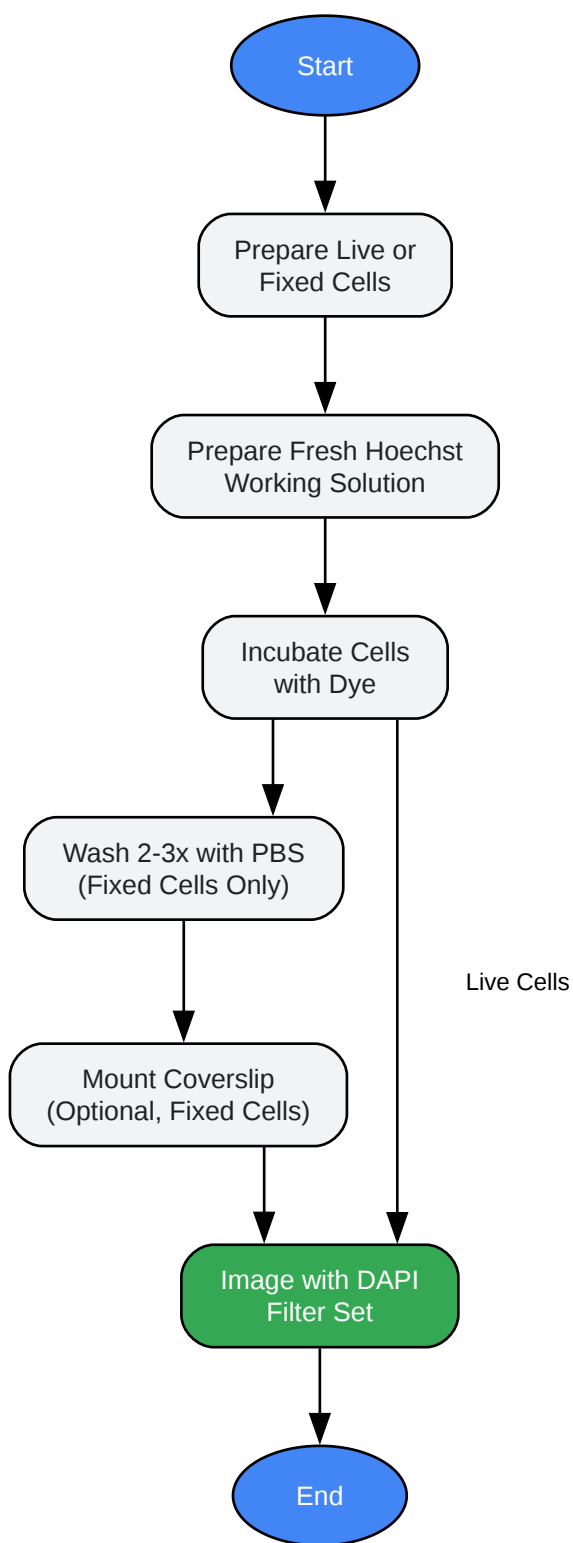 Start
Prepare Live or
Fixed Cells
Prepare Fresh Hoechst
Working Solution
Incubate Cells
with Dye
Wash 2-3x with PBS
(Fixed Cells Only)
Live Cells
Mount Coverslip
(Optional, Fixed Cells)
Image with DAPI
Filter Set
End